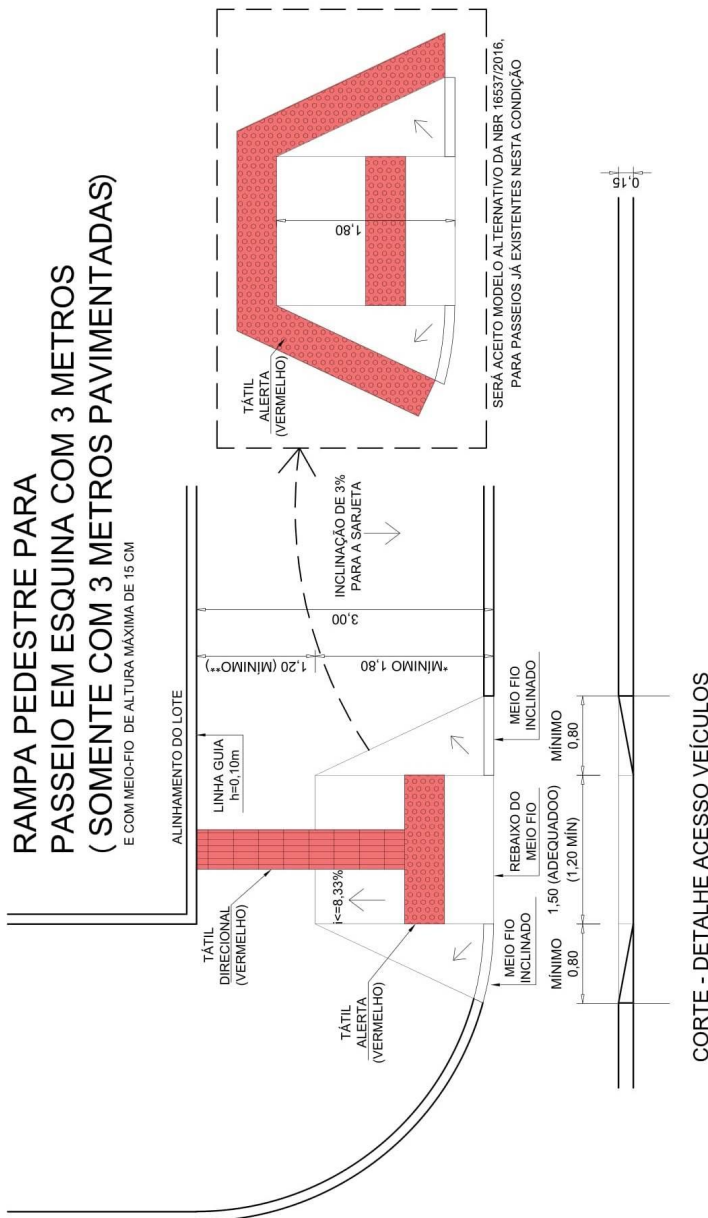 RAMPA PEDESTRE PARA
PASSEIO EM ESQUINA COM 3 METROS
( SOMENTE COM 3 METROS PAVIMENTADAS)
E COM MEIO-FIO DE ALTURA MÁXIMA DE 15 CM
ALINHAMENTO DO LOTE
LINHA GUIA
h=0,10m
TÁTIL
DIRECIONAL
(VERMELHO)
1,20 (MÍNIMO**)
*MÍNIMO 1,80
3,00
INCLINAÇÃO DE 3%
PARA A SARJETA
i<=8,33%
TÁTIL
ALERTA
(VERMELHO)
MEIO FIO
INCLINADO
REBAIXO DO
MEIO FIO
MEIO FIO
INCLINADO
MÍNIMO
0,80
1,50 (ADEQUADOO)
(1,20 MÍN)
MÍNIMO
0,80
TÁTIL
ALERTA
(VERMELHO)
1,80
SERÁ ACEITO MODELO ALTERNATIVO DA NBR 16537/2016,
PARA PASSEIOS JÁ EXISTENTES NESTA CONDIÇÃO
0,15
CORTE - DETALHE ACESSO VEÍCULOS